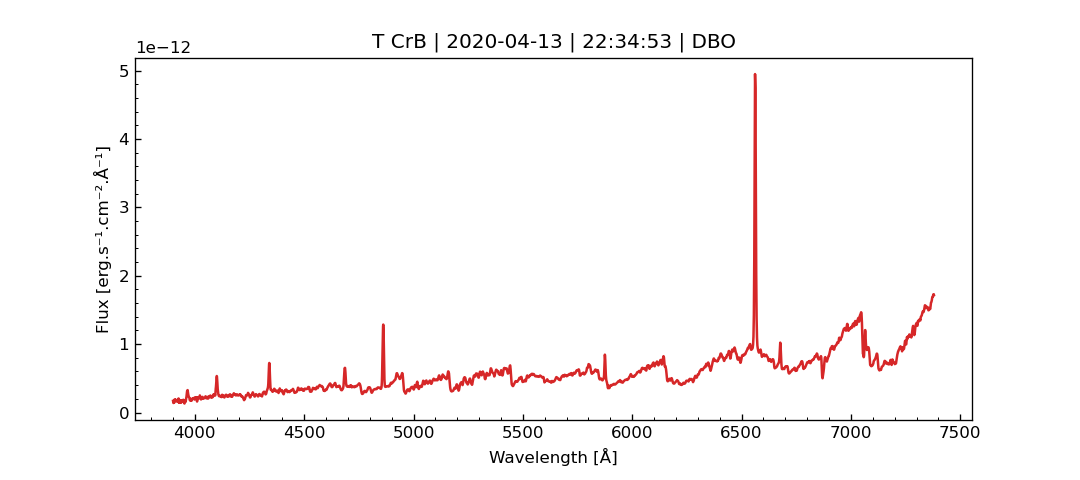 T CrB | 2020-04-13 | 22:34:53 | DBO
1e−12
5
4
3
2
1
0
Flux [erg.s⁻¹.cm⁻².Å⁻¹]
4000 4500 5000 5500 6000 6500 7000 7500
Wavelength [Å]